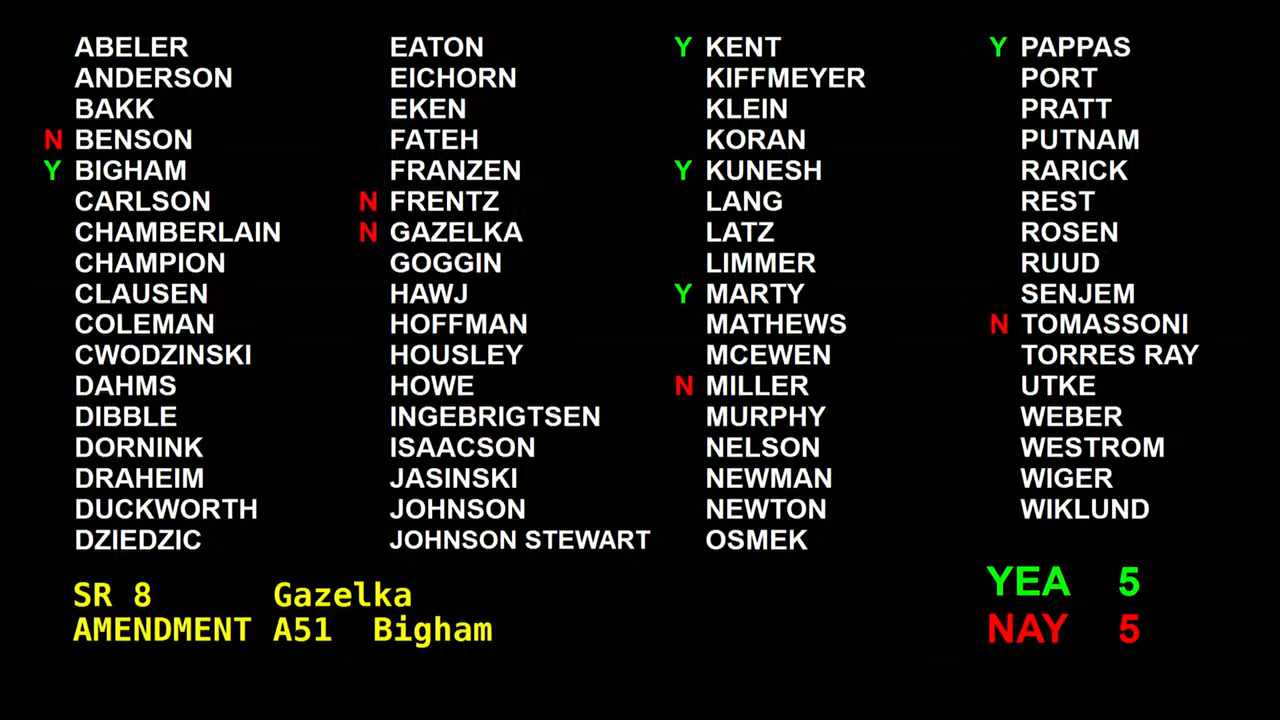 ABELER EATON Y KENT Y PAPPAS
ANDERSON EICHORN KIFFMEYER PORT
BAKK EKEN KLEIN PRATT
N BENSON FATEH KORAN PUTNAM
Y BIGHAM FRANZEN Y KUNESH RARICK
CARLSON N FRENTZ LANG REST
CHAMBERLAIN N GAZELKA LATZ ROSEN
CHAMPION GOGGIN LIMMER RUUD
CLAUSEN HAWJ Y MARTY SENJEM
COLEMAN HOFFMAN MATHEWS N TOMASSONI
CWODZINSKI HOUSLEY MCEWEN TORRES RAY
DAHMS HOWE N MILLER UTKE
DIBBLE INGEBRIGTSEN MURPHY WEBER
DORNINK ISAACSON NELSON WESTROM
DRAHEIM JASINSKI NEWMAN WIGER
DUCKWORTH JOHNSON NEWTON WIKLUND
DZIEDZIC JOHNSON STEWART OSMEK
SR 8 Gazelka YEA 5
AMENDMENT A51 Bigham NAY 5